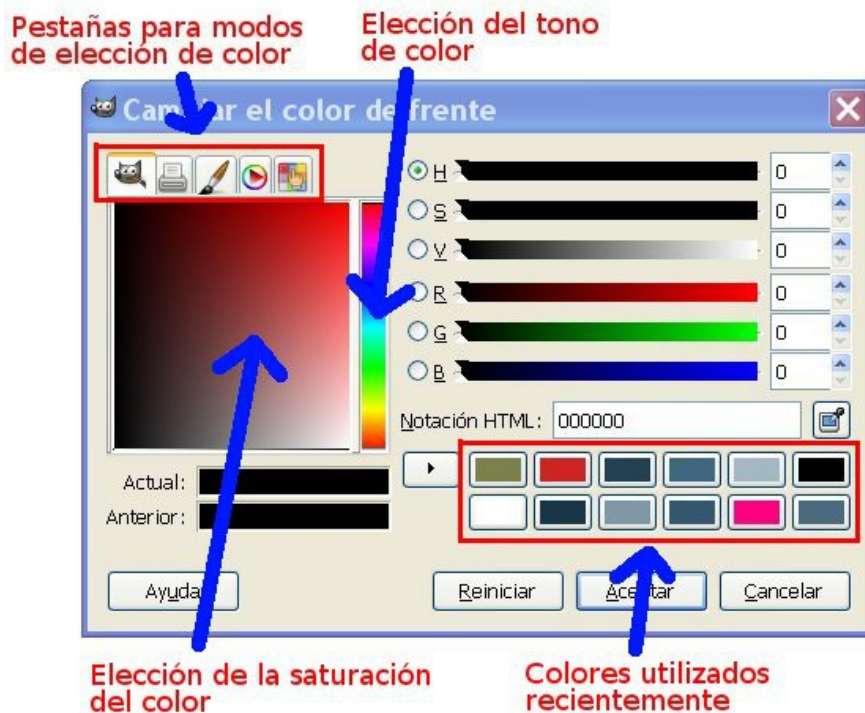 Pestañas para modos
de elección de color
Elección del tono
de color
Cambiar el color de frente
H
0
S
0
V
0
R
0
G
0
B
0
Notación HTML: 000000
Actual:
Anterior:
Ayuda
Reiniciar
Aceptar
Cancelar
Elección de la saturación
del color
Colores utilizados
recientemente